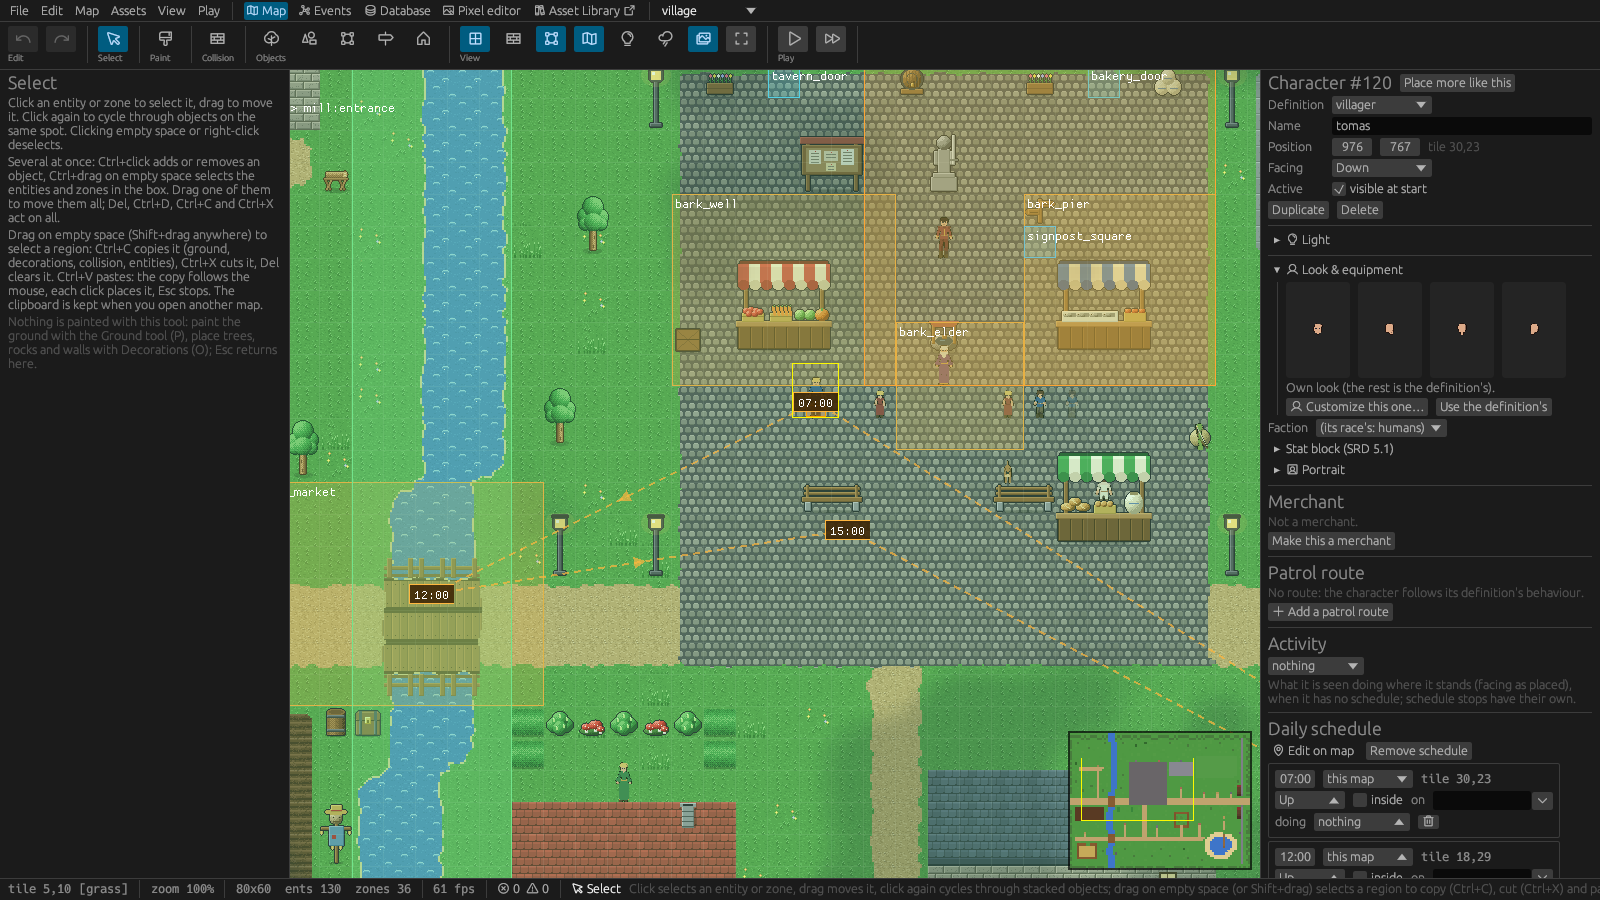 File Edit Map Assets View Play Map Events Database Pixel editor Asset Library village
Edit Select Paint Collision Objects View Play
Select
Click an entity or zone to select it, drag to move
it. Click again to cycle through objects on the
same spot. Clicking empty space or right-click
deselects.
Several at once: Ctrl+click adds or removes an
object, Ctrl+drag on empty space selects the
entities and zones in the box. Drag one of them
to move them all; Del, Ctrl+D, Ctrl+C and Ctrl+X
act on all.
Drag on empty space (Shift+drag anywhere) to
select a region: Ctrl+C copies it (ground,
decorations, collision, entities), Ctrl+X cuts it, Del
clears it. Ctrl+V pastes: the copy follows the
mouse, each click places it, Esc stops. The
clipboard is kept when you open another map.
Nothing is painted with this tool: paint the
ground with the Ground tool (P), place trees,
rocks and walls with Decorations (O); Esc returns
here.
tavern_door
bakery_door
mill:entrance
bark_well
bark_pier
signpost_square
bark_elder
07:00
_market
15:00
12:00
Character #120 Place more like this
Definition villager
Name tomas
Position 976 767 tile 30,23
Facing Down
Active visible at start
Duplicate Delete
Light
Look & equipment
Own look (the rest is the definition's).
Customize this one... Use the definition's
Faction (its race's: humans)
Stat block (SRD 5.1)
Portrait
Merchant
Not a merchant.
Make this a merchant
Patrol route
No route: the character follows its definition's behaviour.
+ Add a patrol route
Activity
nothing
What it is seen doing where it stands (facing as placed),
when it has no schedule; schedule stops have their own.
Daily schedule
Edit on map Remove schedule
07:00 this map tile 30,23
Up inside on
doing nothing
12:00 this map tile 18,29
Up inside on
tile 5,10 [grass] zoom 100% 80x60 ents 130 zones 36 61 fps 0 0 Select Click selects an entity or zone, drag moves it, click again cycles through stacked objects; drag on empty space (or Shift+drag) selects a region to copy (Ctrl+C), cut (Ctrl+X) and pa